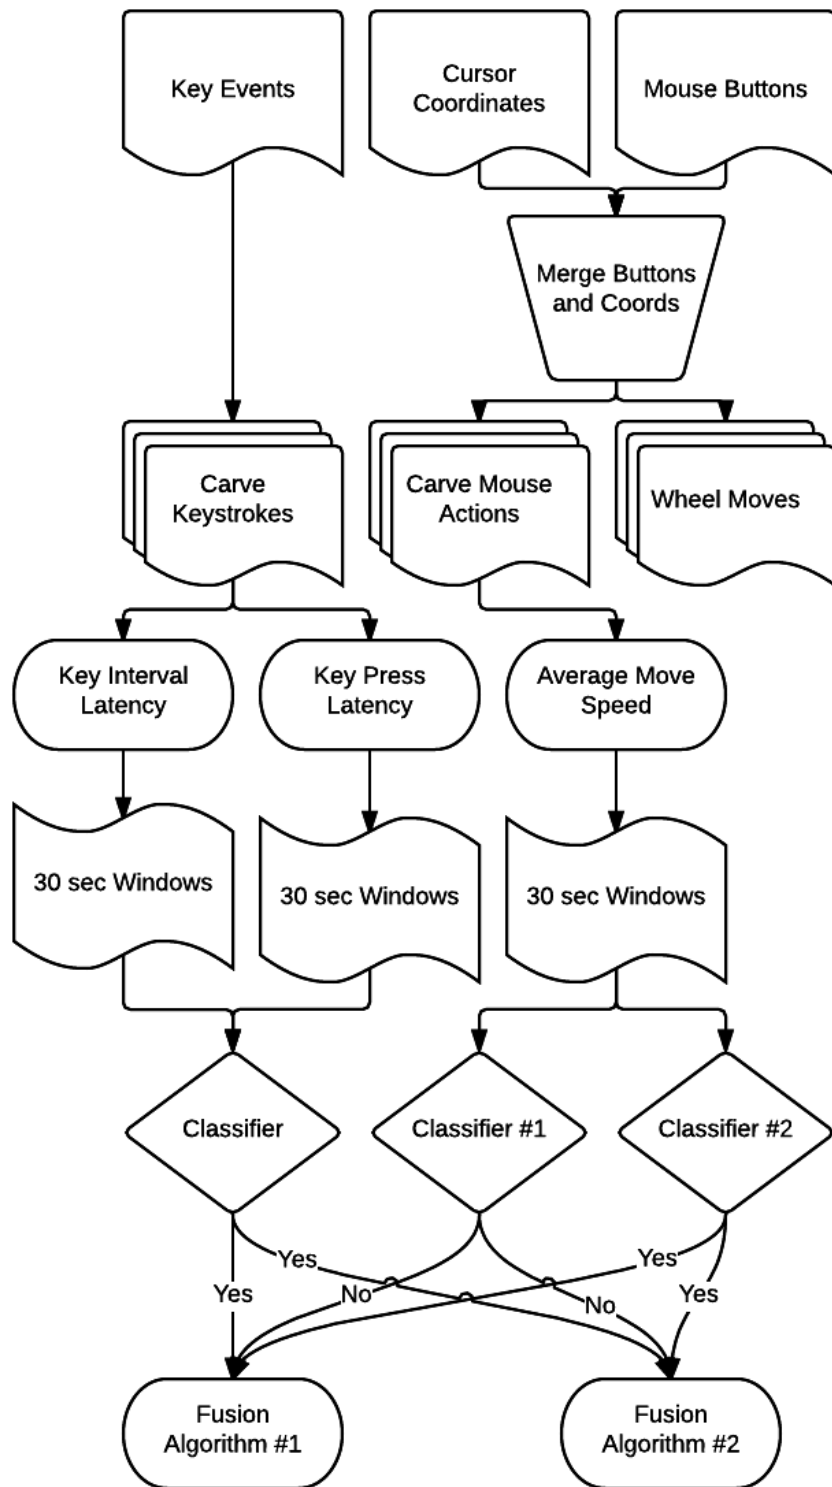 Key Events
Cursor
Coordinates
Mouse Buttons
Merge Buttons
and Coords
Carve
Keystrokes
Carve Mouse
Actions
Wheel Moves
Key Interval
Latency
Key Press
Latency
Average Move
Speed
30 sec Windows
30 sec Windows
30 sec Windows
Classifier
Classifier #1
Classifier #2
Yes
Yes
Yes
No
No
Yes
Fusion
Algorithm #1
Fusion
Algorithm #2